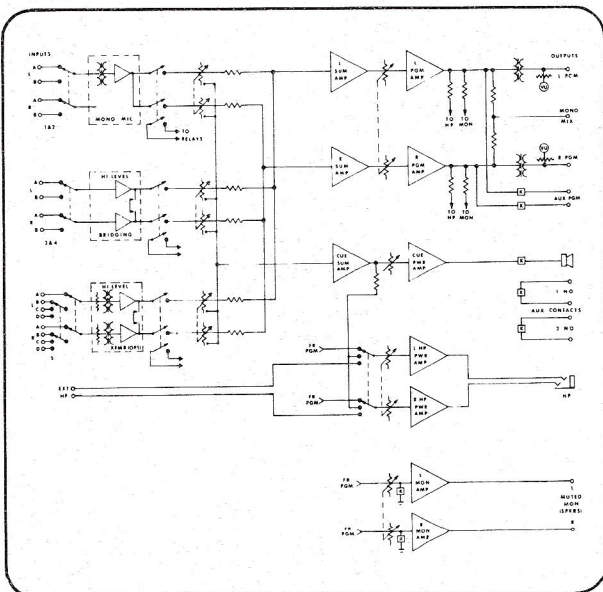 INPUTS
A
L
B
A
R
B
1&2
MONO MIC
TO
RELAYS
HI LEVEL
A
L
B
A
R
B
3&4
BRIDGING
HI LEVEL
A
L B
C
D
A
R B
C
D
5
XFMR(OPT)
EXT
HP
L
SUM
AMP
L
PGM
AMP
TO
HP
TO
MON
OUTPUTS
L PGM
VU
MONO
MIX
R
SUM
AMP
R
PGM
AMP
TO
HP
TO
MON
VU
R PGM
K
AUX PGM
K
CUE
SUM
AMP
CUE
PWR
AMP
K
K
1 NO
AUX CONTACTS
K
2 NO
FR
PGM
L HP
PWR
AMP
FR
PGM
R HP
PWR
AMP
HP
FR
PGM
K
L
MON
AMP
L
MUTED
MON
(SPKRS)
FR
PGM
K
R
MON
AMP
R